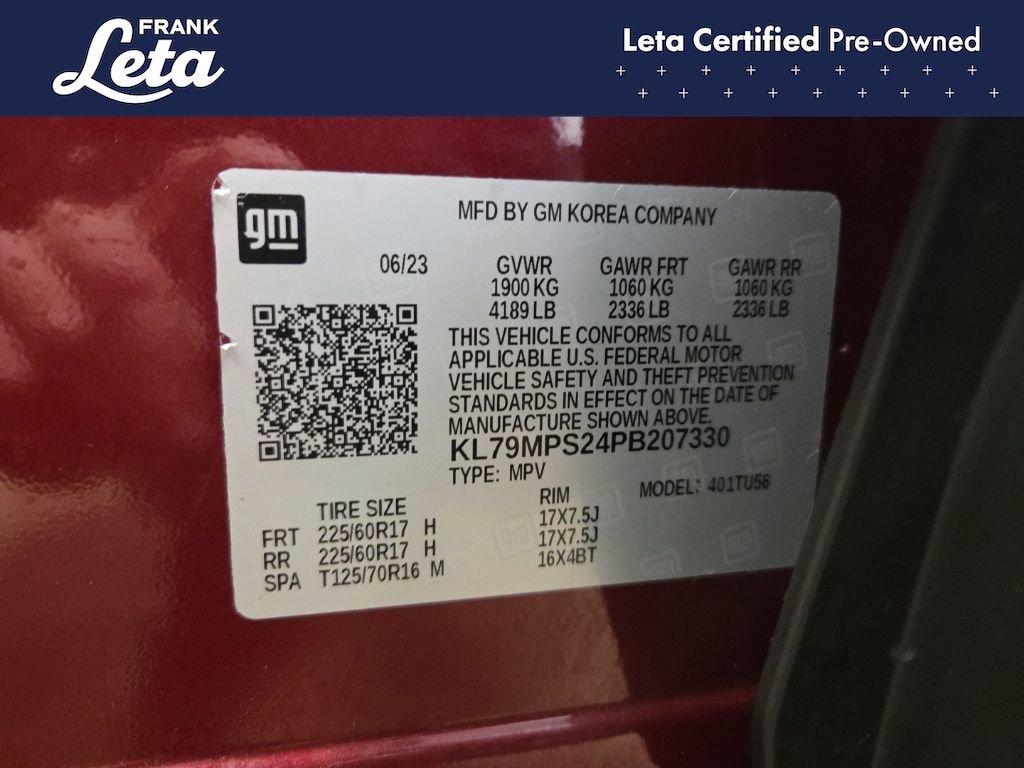 FRANK
Leta
Leta Certified Pre-Owned
gm
MFD BY GM KOREA COMPANY
06/23
GVWR GAWR FRT GAWR RR
1900 KG 1060 KG 1060 KG
4189 LB 2336 LB 2336 LB
THIS VEHICLE CONFORMS TO ALL
APPLICABLE U.S. FEDERAL MOTOR
VEHICLE SAFETY AND THEFT PREVENTION
STANDARDS IN EFFECT ON THE DATE OF
MANUFACTURE SHOWN ABOVE.
KL79MPS24PB207330
TYPE: MPV MODEL: 401TU56
TIRE SIZE RIM
FRT 225/60R17 H 17X7.5J
RR 225/60R17 H 17X7.5J
SPA T125/70R16 M 16X4BT